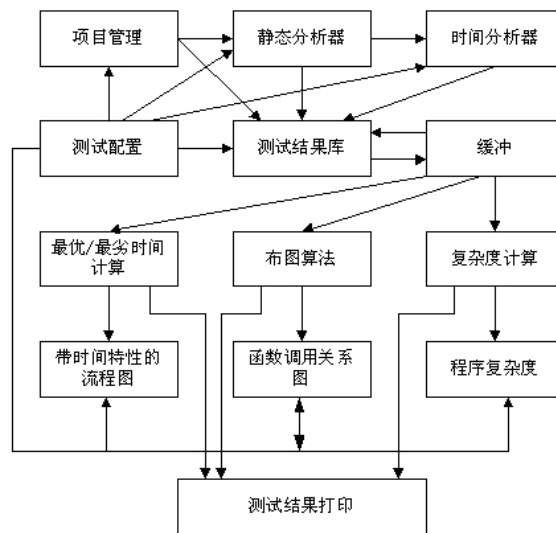 项目管理
静态分析器
时间分析器
测试配置
测试结果库
缓冲
最优/最劣时间
计算
布图算法
复杂度计算
带时间特性的
流程图
函数调用关系
图
程序复杂度
测试结果打印